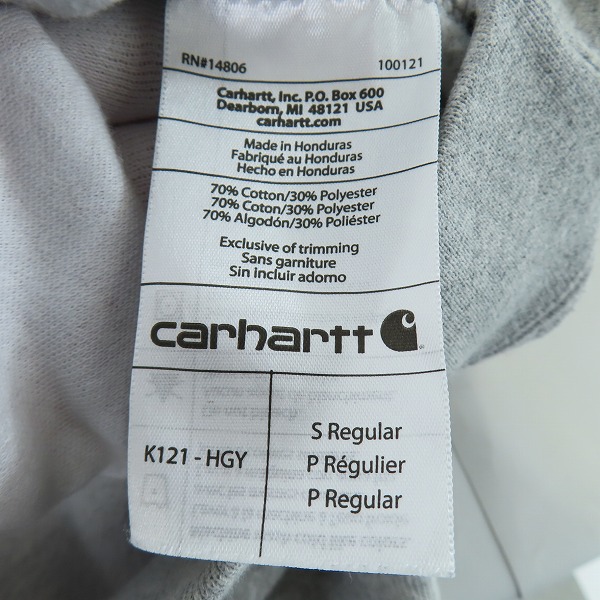 RN#14806 100121
Carhartt, Inc. P.O. Box 600
Dearborn, MI 48121 USA
carhartt.com
Made in Honduras
Fabriqué au Honduras
Hecho en Honduras
70% Cotton/30% Polyester
70% Coton/30% Polyester
70% Algodón/30% Poliéster
Exclusive of trimming
Sans garniture
Sin incluir adorno
carhartt
K121 - HGY
S Regular
P Régulier
P Regular